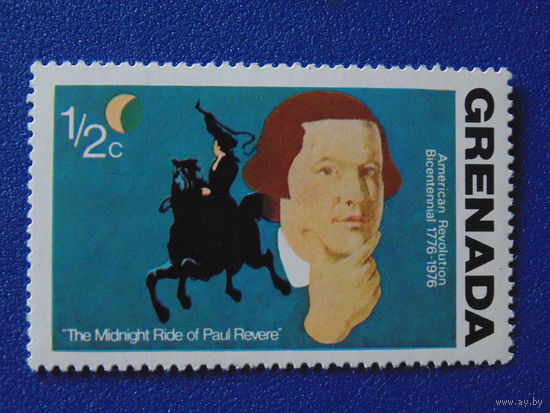 1/2c
GRENADA
American Revolution
Bicentennial 1776-1976
"The Midnight Ride of Paul Revere"
© www.ay.by